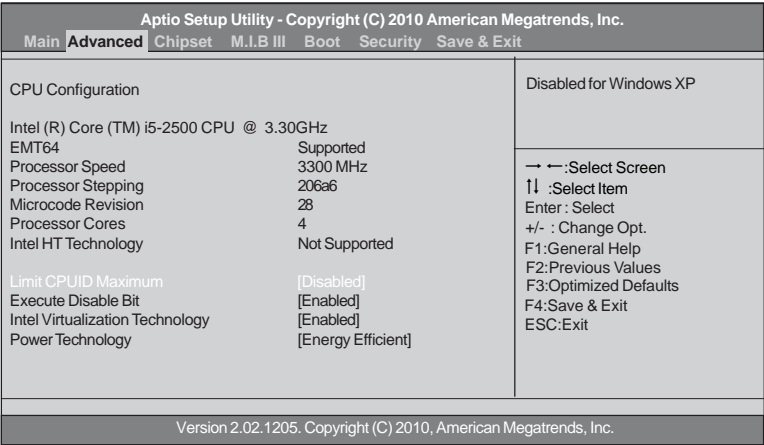 Aptio Setup Utility - Copyright (C) 2010 American Megatrends, Inc.
Main Advanced Chipset M.I.B III Boot Security Save & Exit
CPU Configuration
Intel (R) Core (TM) i5-2500 CPU @ 3.30GHz
EMT64 Supported
Processor Speed 3300 MHz
Processor Stepping 206a6
Microcode Revision 28
Processor Cores 4
Intel HT Technology Not Supported
Limit CPUID Maximum [Disabled]
Execute Disable Bit [Enabled]
Intel Virtualization Technology [Enabled]
Power Technology [Energy Efficient]
Disabled for Windows XP
→ ←:Select Screen
↑↓ :Select Item
Enter : Select
+/- : Change Opt.
F1:General Help
F2:Previous Values
F3:Optimized Defaults
F4:Save & Exit
ESC:Exit
Version 2.02.1205. Copyright (C) 2010, American Megatrends, Inc.